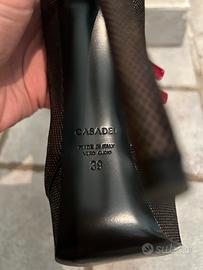 CASADEI
MADE IN ITALY
VERO CUOIO
39
subito